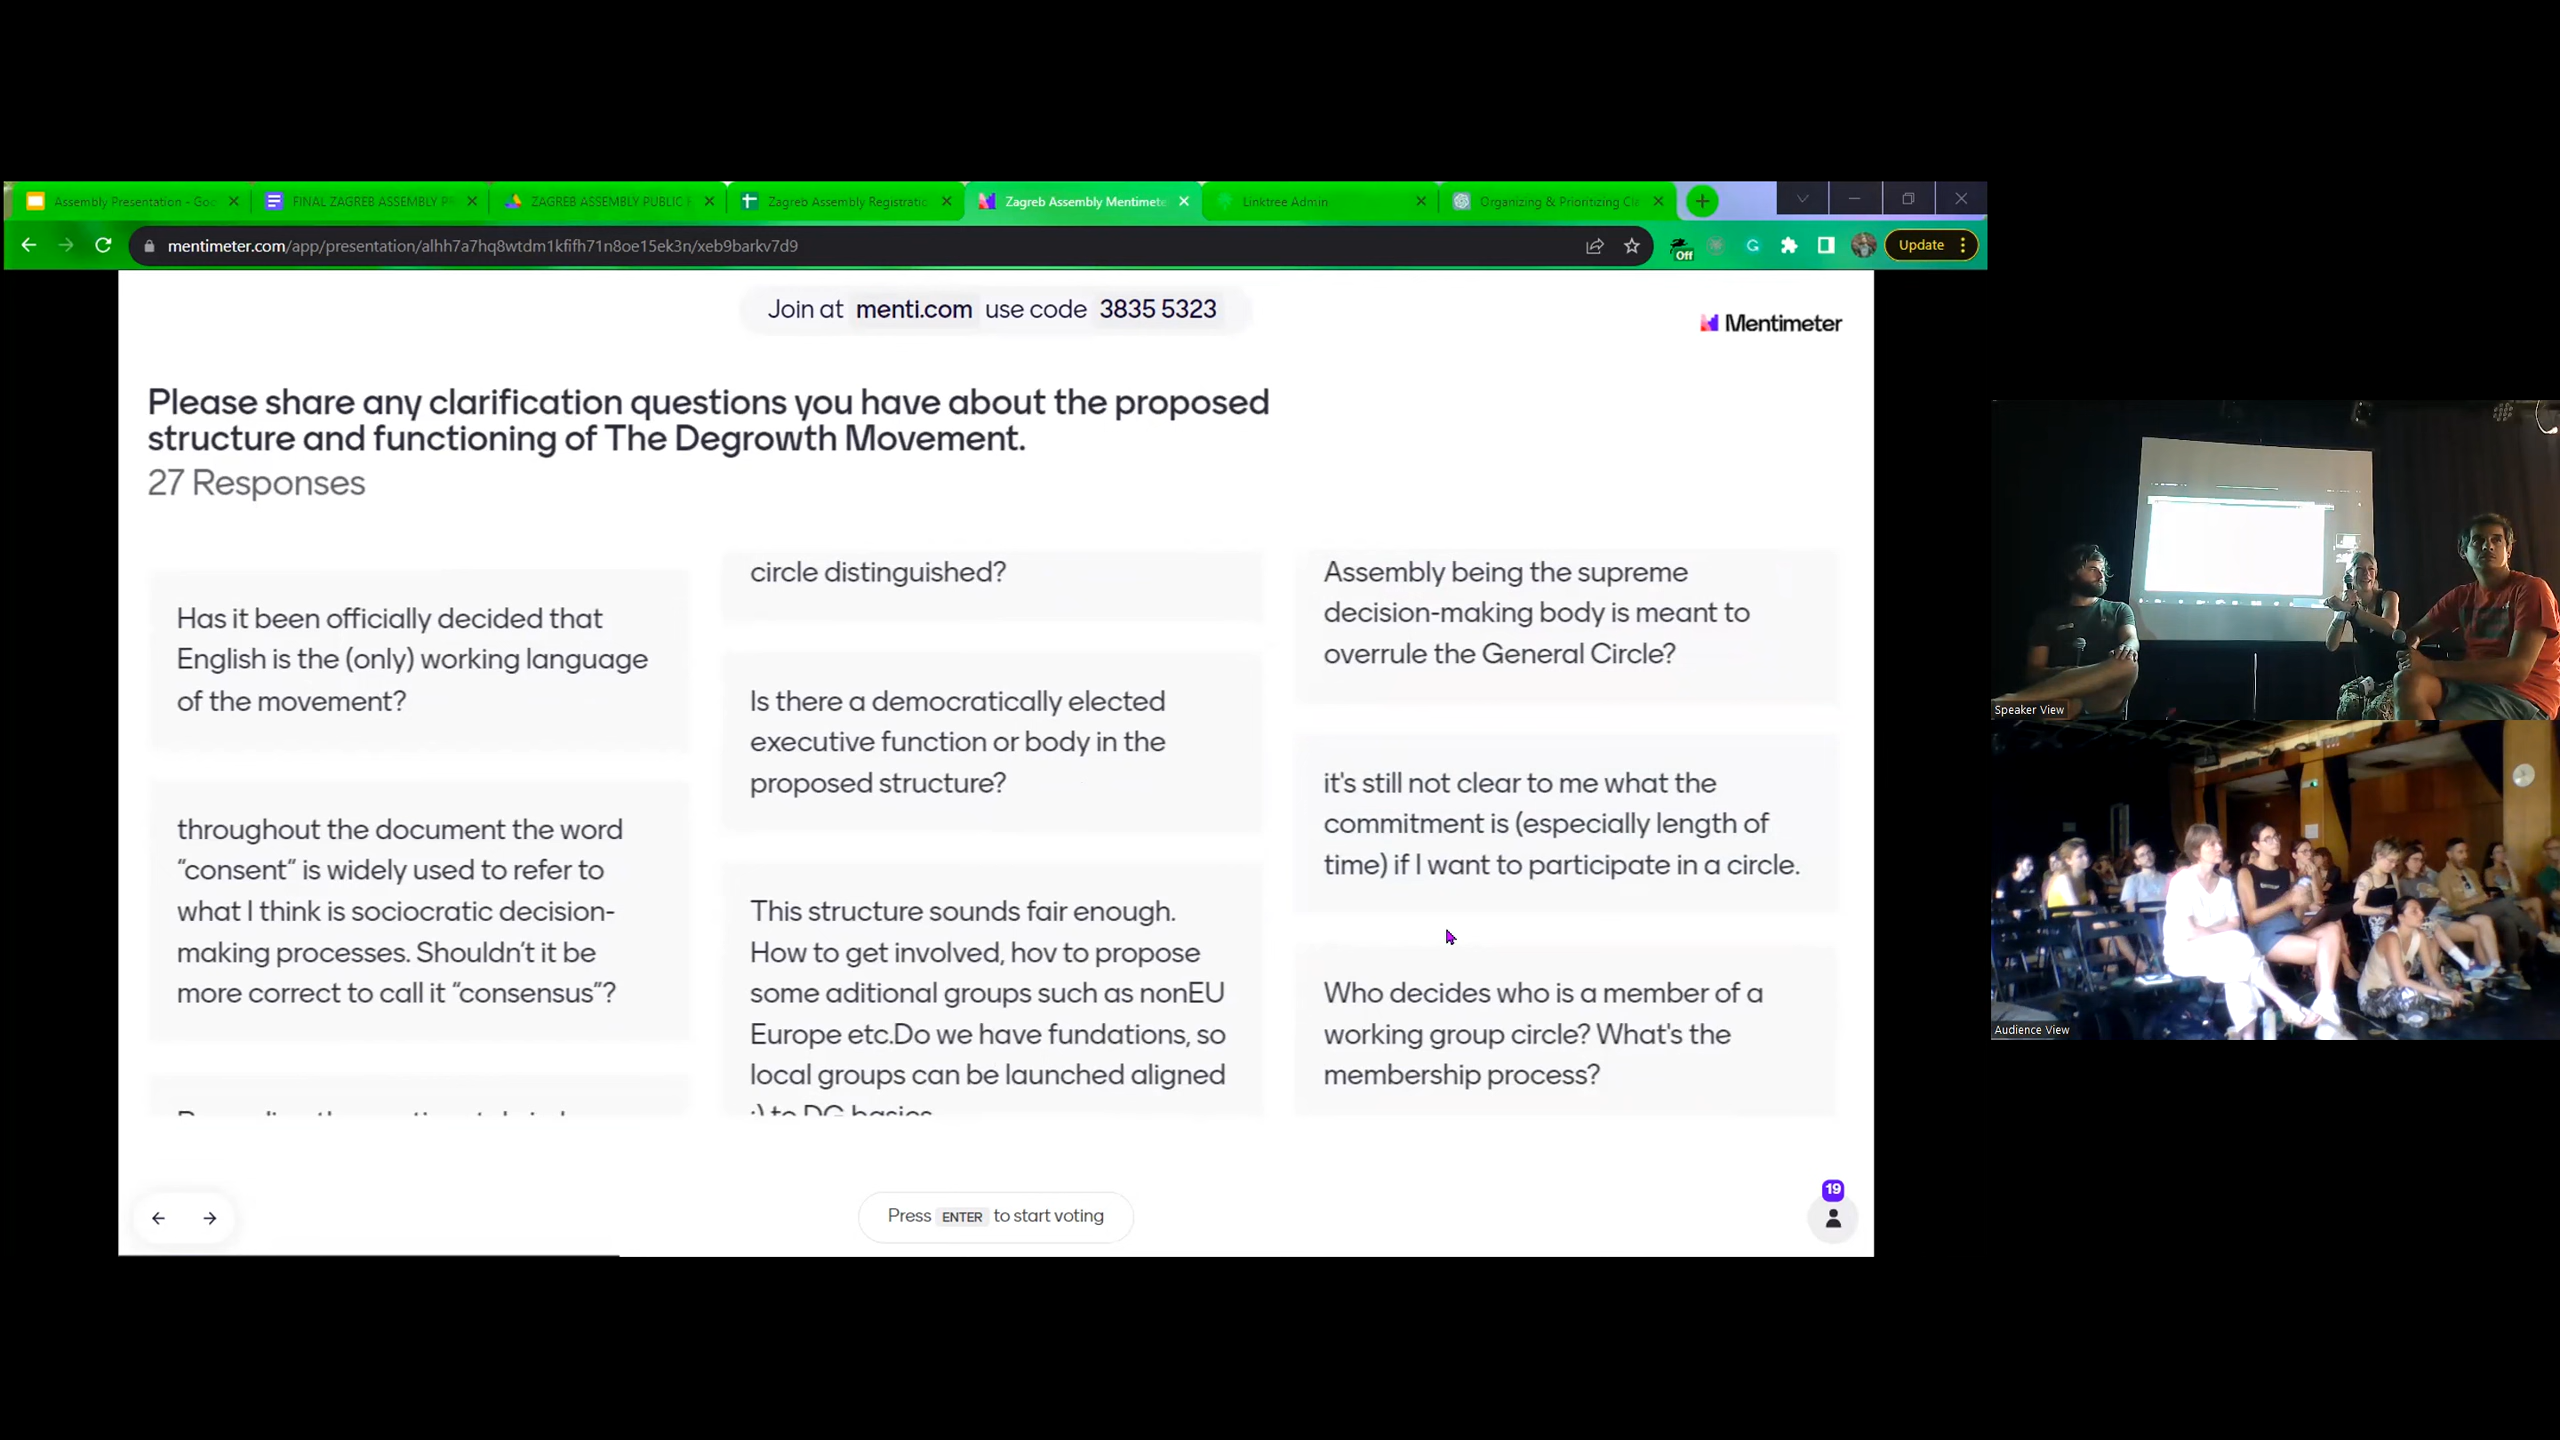 Assembly Presentation - Goo
FINAL ZAGREB ASSEMBLY P
ZAGREB ASSEMBLY PUBLIC
Zagreb Assembly Registratio
Zagreb Assembly Mentimete
Linktree Admin
Organizing & Prioritizing Cla
mentimeter.com/app/presentation/alhh7a7hq8wtdm1kfifh71n8oe15ek3n/xeb9barkv7d9
Off
Update
Join at menti.com use code 3835 5323
Mentimeter
Please share any clarification questions you have about the proposed
structure and functioning of The Degrowth Movement.
27 Responses
Has it been officially decided that
English is the (only) working language
of the movement?
throughout the document the word
“consent” is widely used to refer to
what I think is sociocratic decision-
making processes. Shouldn’t it be
more correct to call it “consensus”?
circle distinguished?
Is there a democratically elected
executive function or body in the
proposed structure?
This structure sounds fair enough.
How to get involved, hov to propose
some aditional groups such as nonEU
Europe etc.Do we have fundations, so
local groups can be launched aligned
:) to DG basics
Assembly being the supreme
decision-making body is meant to
overrule the General Circle?
it's still not clear to me what the
commitment is (especially length of
time) if I want to participate in a circle.
Who decides who is a member of a
working group circle? What's the
membership process?
Press ENTER to start voting
19
Speaker View
Audience View